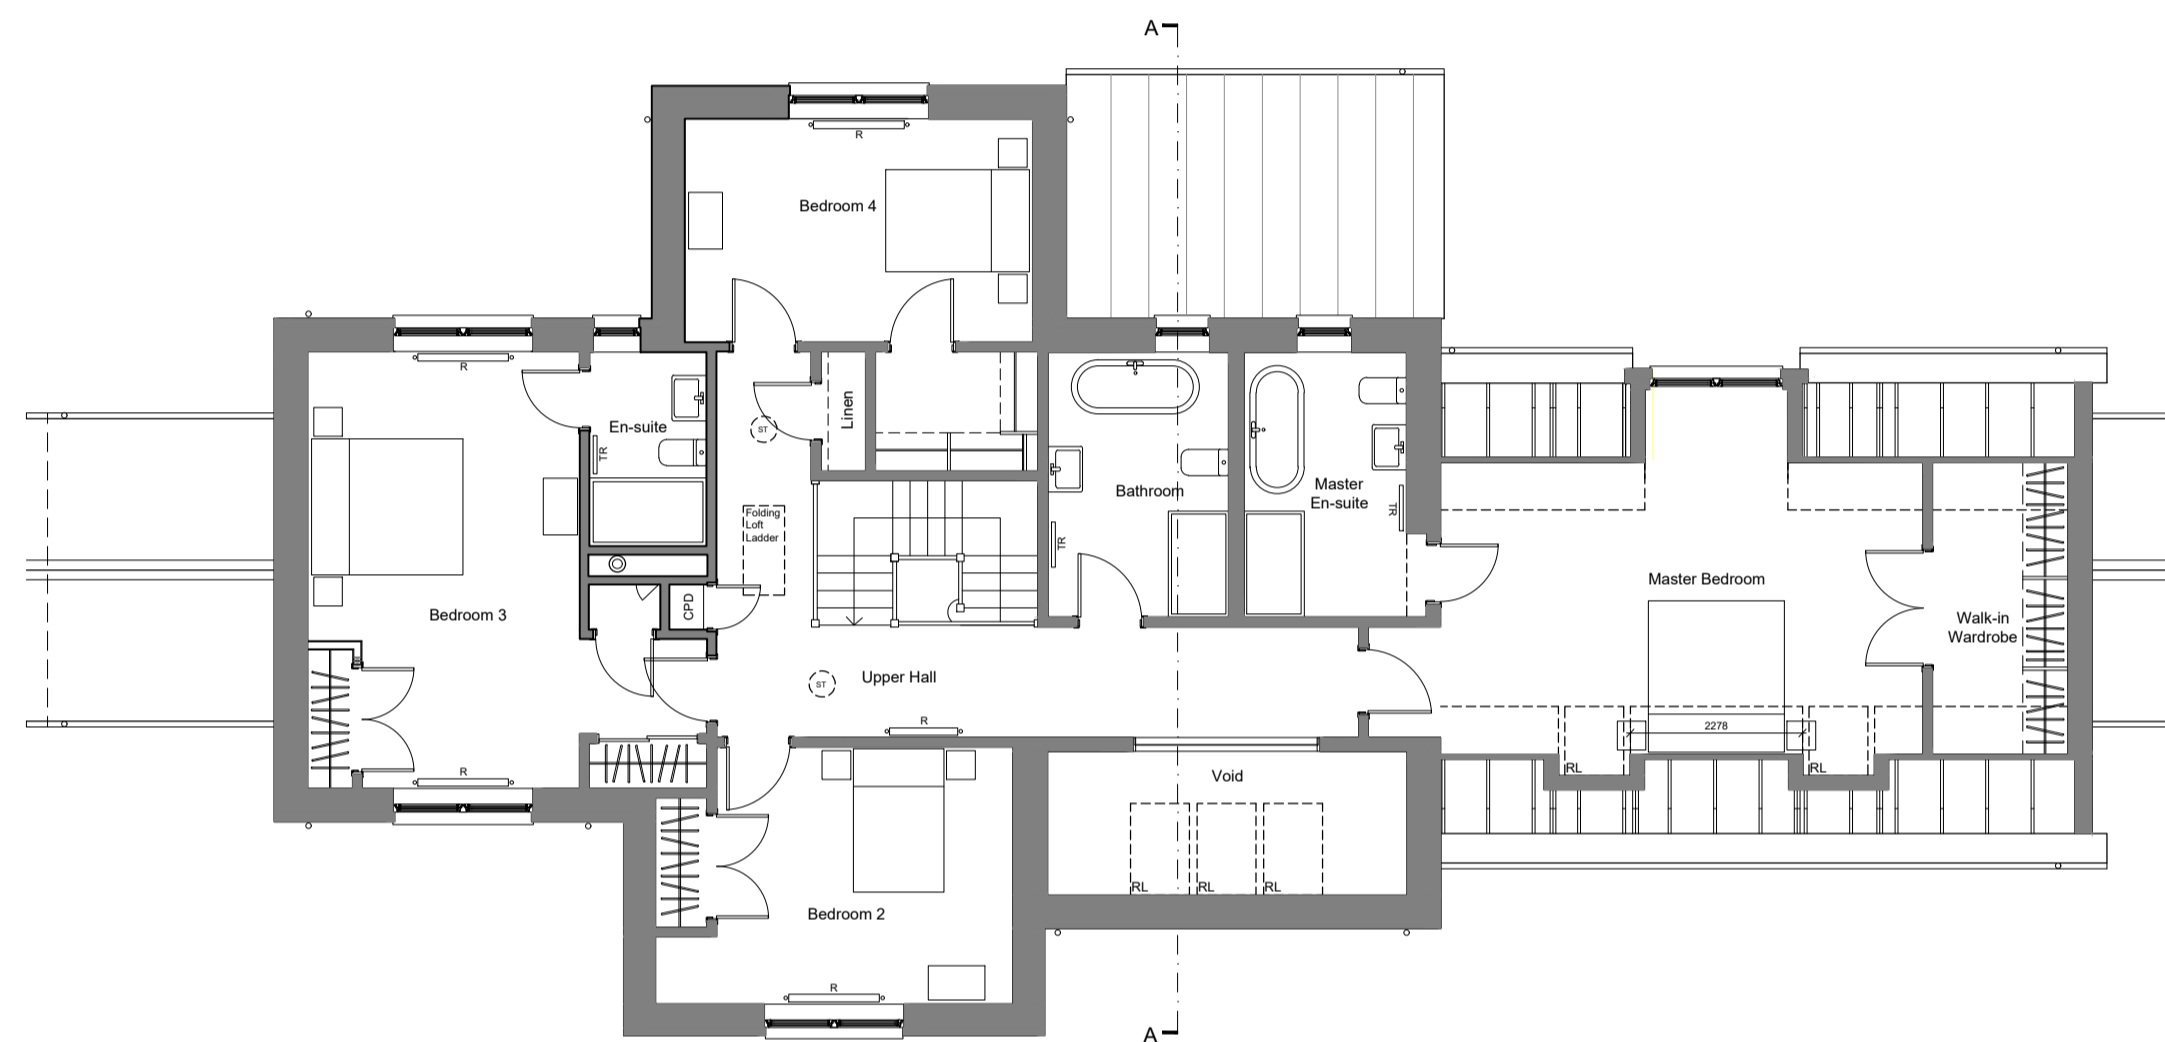 A
R
Bedroom 4
R
Linen
En-suite
ST
TR
Master
En-suite
Bathroom
TR
Folding
Loft
Ladder
TR
Master Bedroom
CPD
Bedroom 3
Walk-in
Wardrobe
Upper Hall
ST
R
2278
R
Void
RL
RL
RL
RL
RL
Bedroom 2
R
A